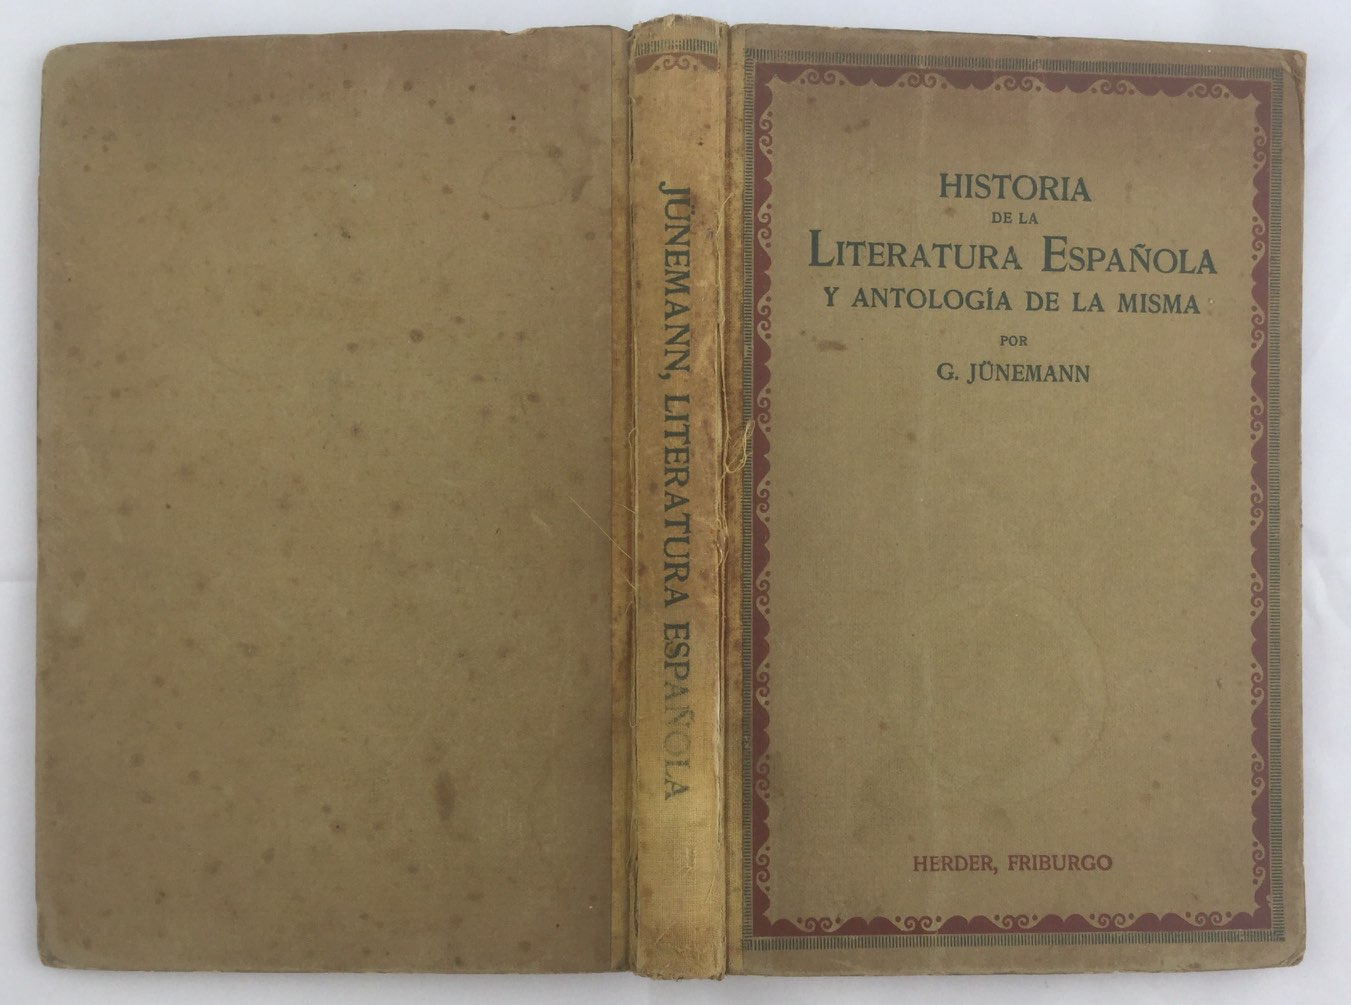 JÜNEMANN, LITERATURA ESPAÑOLA
HISTORIA
DE LA
LITERATURA ESPAÑOLA
Y ANTOLOGÍA DE LA MISMA
POR
G. JÜNEMANN
HERDER, FRIBURGO